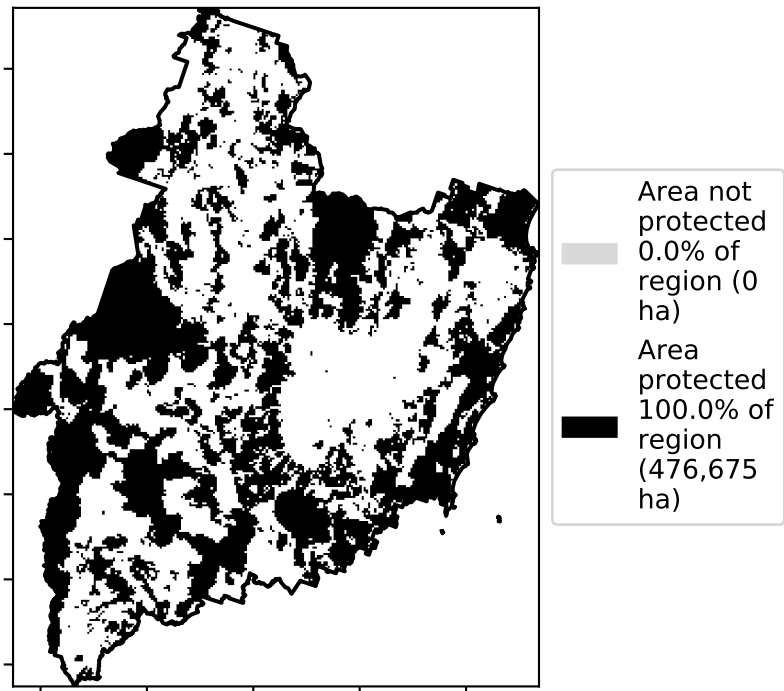 Area not
protected
0.0% of
region (0
ha)
Area
protected
100.0% of
region
(476,675
ha)